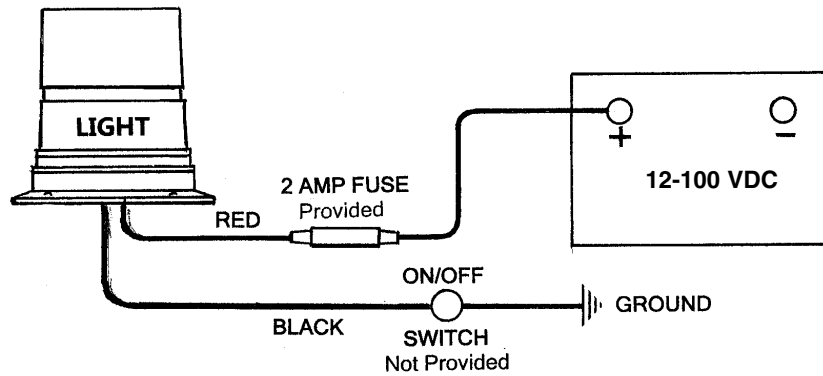 LIGHT
2 AMP FUSE
Provided
RED
+
−
12-100 VDC
ON/OFF
GROUND
BLACK
SWITCH
Not Provided